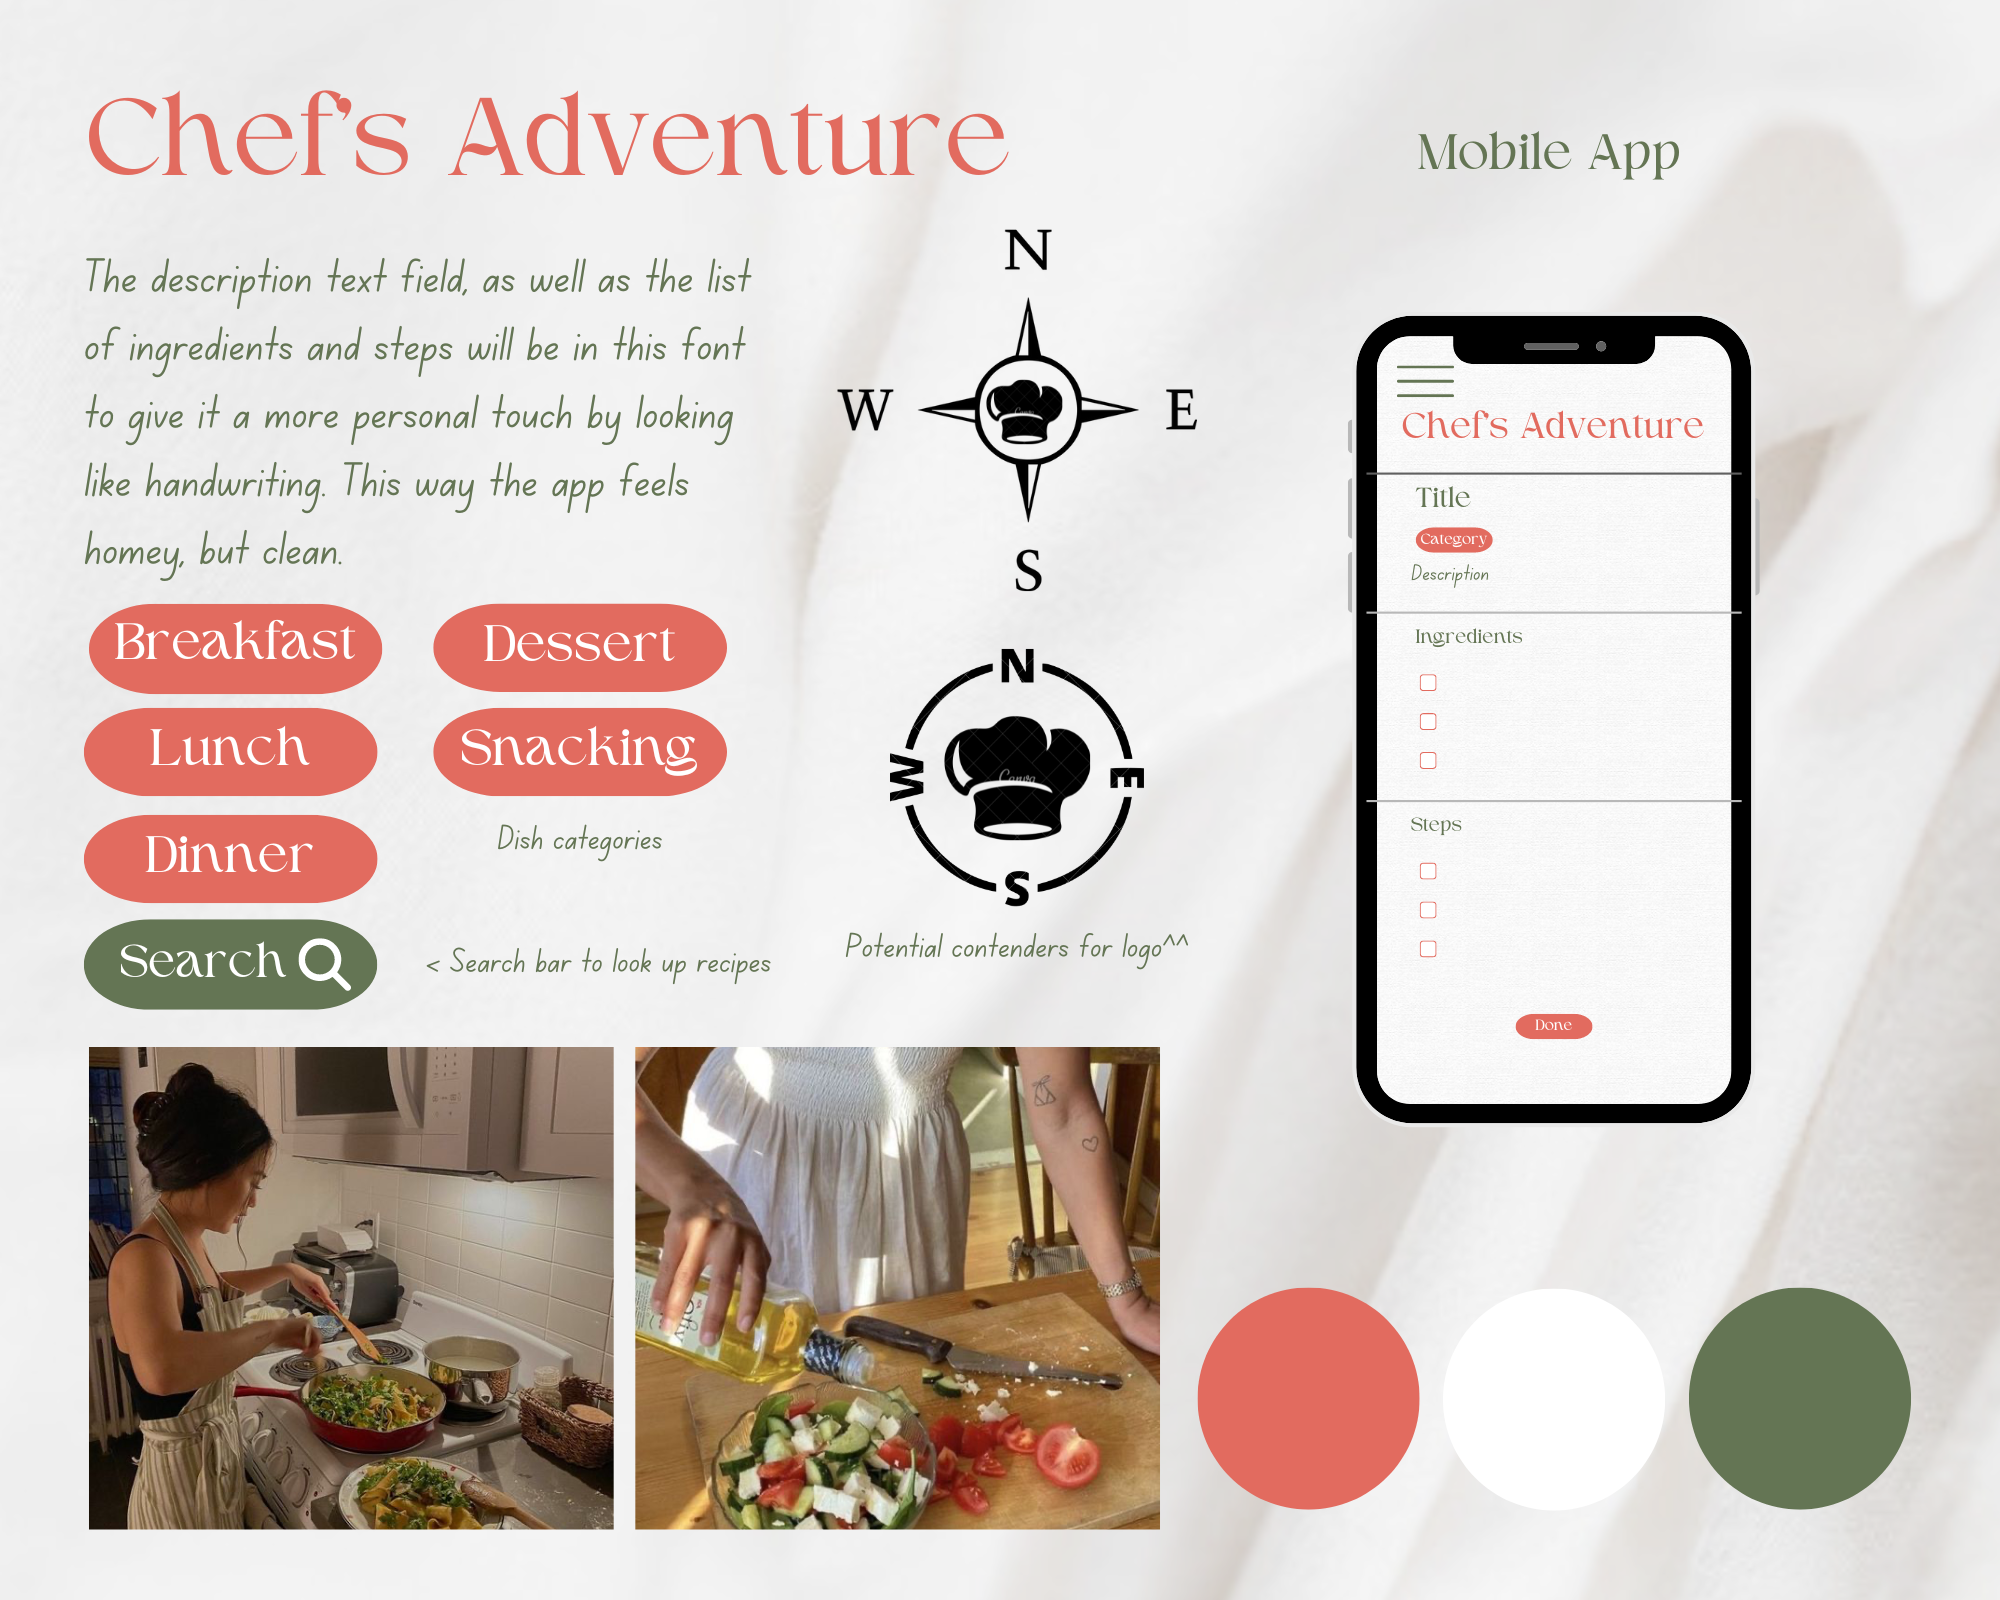 Chef's Adventure
Mobile App
The description text field, as well as the list
of ingredients and steps will be in this font
to give it a more personal touch by looking
like handwriting. This way the app feels
homey, but clean.
Breakfast
Dessert
Lunch
Snacking
Dinner
Dish categories
Search
< Search bar to look up recipes
N
W
E
S
N
W
Canva
E
S
Potential contenders for logo^^
Chef's Adventure
Title
Category
Description
Ingredients
Steps
Done